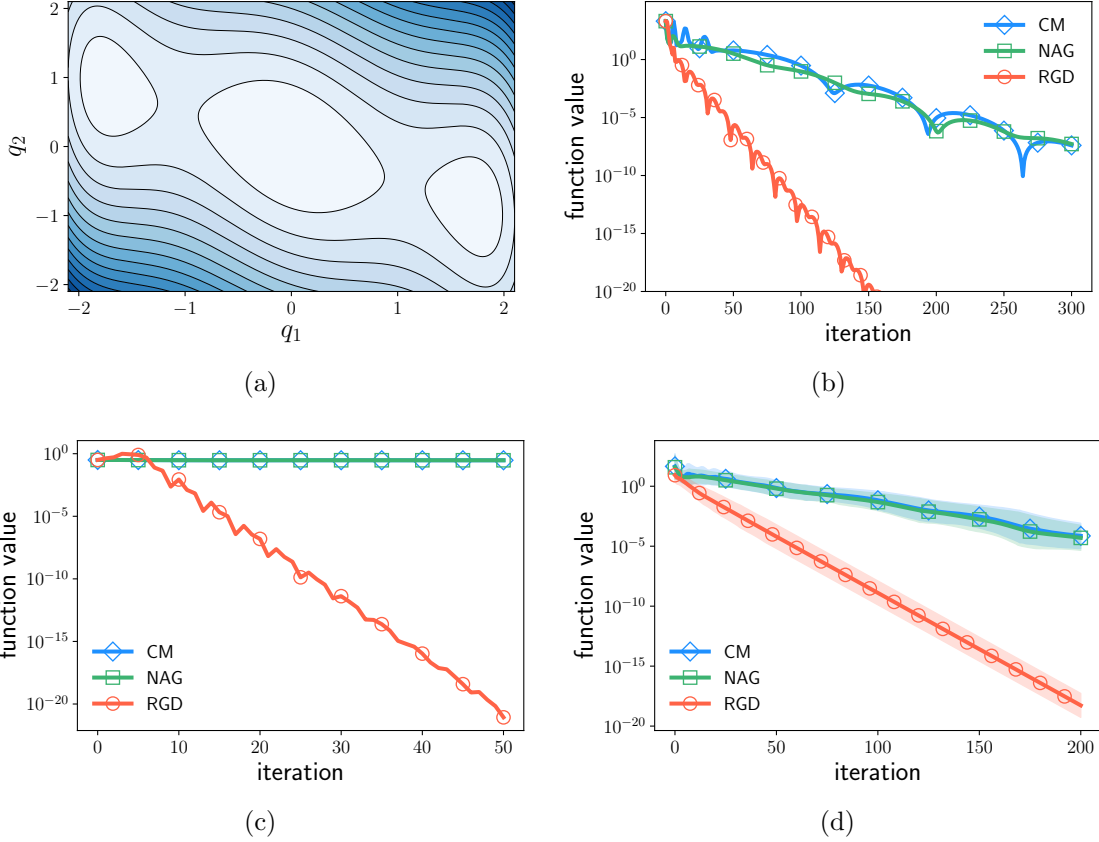 2
1
0
−1
−2
q2
−2
−1
0
1
2
q1
(a)
function value
10^0
10^−5
10^−10
10^−15
10^−20
CM
NAG
RGD
0
50
100
150
200
250
300
iteration
(b)
function value
10^0
10^−5
10^−10
10^−15
10^−20
CM
NAG
RGD
0
10
20
30
40
50
iteration
(c)
function value
10^0
10^−5
10^−10
10^−15
10^−20
CM
NAG
RGD
0
50
100
150
200
iteration
(d)